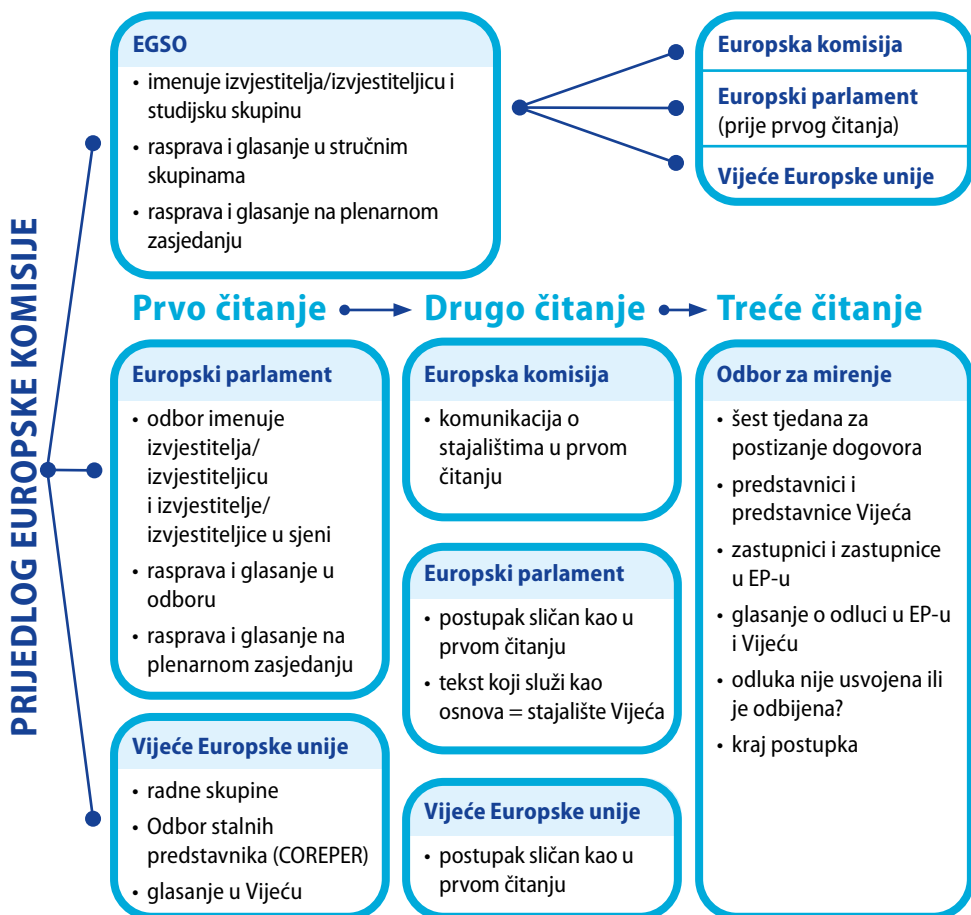 PRIJEDLOG EUROPSKE KOMISIJE
EGSO
• imenuje izvjestitelja/izvjestiteljicu i
studijsku skupinu
• rasprava i glasanje u stručnim
skupinama
• rasprava i glasanje na plenarnom
zasjedanju
Europska komisija
Europski parlament
(prije prvog čitanja)
Vijeće Europske unije
Prvo čitanje
Drugo čitanje
Treće čitanje
Europski parlament
• odbor imenuje
izvjestitelja/
izvjestiteljicu
i izvjestitelje/
izvjestiteljice u sjeni
• rasprava i glasanje u
odboru
• rasprava i glasanje na
plenarnom zasjedanju
Vijeće Europske unije
• radne skupine
• Odbor stalnih
predstavnika (COREPER)
• glasanje u Vijeću
Europska komisija
• komunikacija o
stajalištima u prvom
čitanju
Europski parlament
• postupak sličan kao u
prvom čitanju
• tekst koji služi kao
osnova = stajalište Vijeća
Vijeće Europske unije
• postupak sličan kao u
prvom čitanju
Odbor za mirenje
• šest tjedana za
postizanje dogovora
• predstavnici i
predstavnice Vijeća
• zastupnici i zastupnice
u EP-u
• glasanje o odluci u EP-u
i Vijeću
• odluka nije usvojena ili
je odbijena?
• kraj postupka